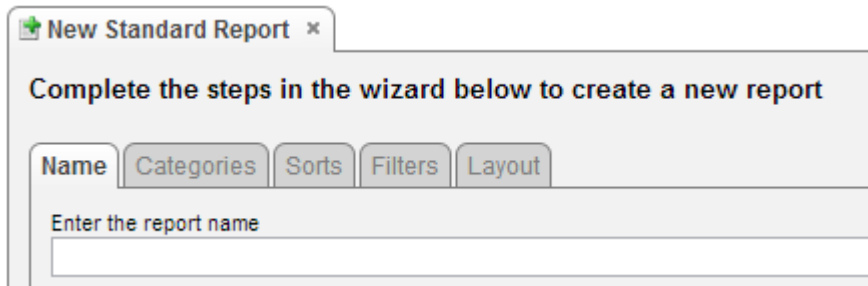 New Standard Report ×
Complete the steps in the wizard below to create a new report
Name Categories Sorts Filters Layout
Enter the report name